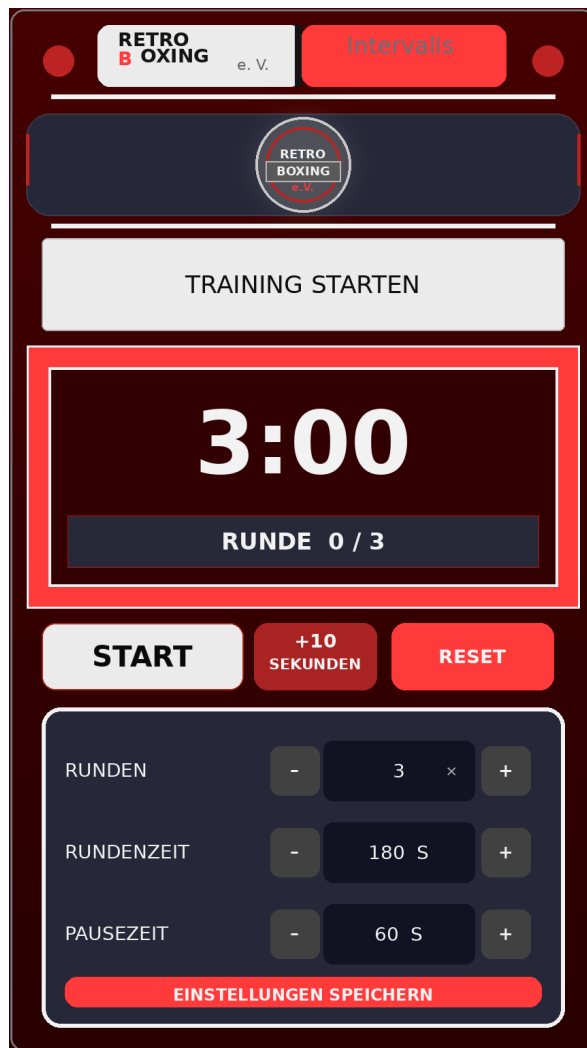 RETRO
BOXING e. V.
Intervalls
RETRO
BOXING
e.V.
TRAINING STARTEN
3:00
RUNDE 0 / 3
START
+10
SEKUNDEN
RESET
RUNDEN - 3 × +
RUNDENZEIT - 180 S +
PAUSEZEIT - 60 S +
EINSTELLUNGEN SPEICHERN